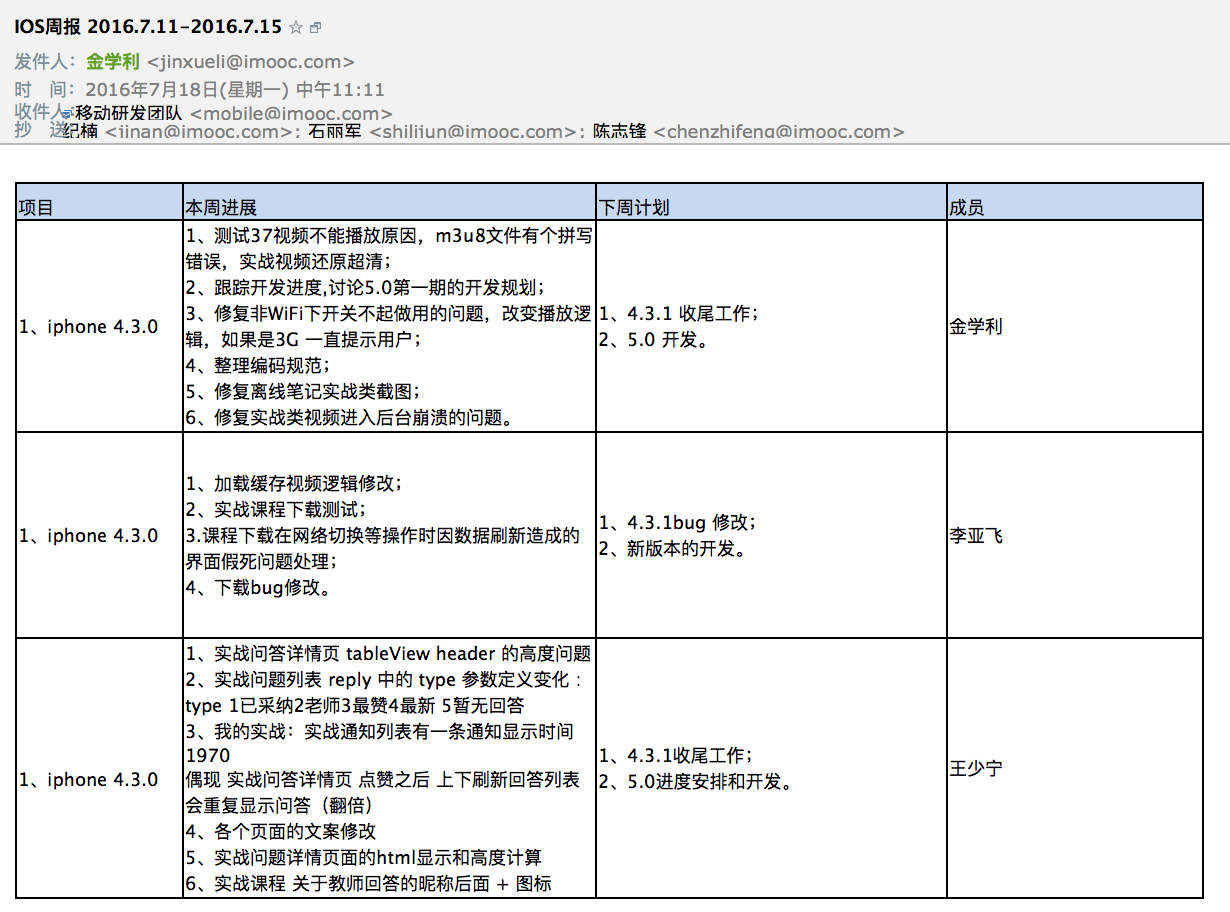 IOS周报 2016.7.11-2016.7.15
发件人：金学利 <jinxueli@imooc.com>
时 间：2016年7月18日(星期一) 中午11:11
收件人：移动研发团队 <mobile@imooc.com>
抄 送：纪楠 <jinan@imooc.com>; 石丽军 <shilijun@imooc.com>; 陈志锋 <chenzhifeng@imooc.com>
项目 本周进展 下周计划 成员
1、iphone 4.3.0
1、测试37视频不能播放原因，m3u8文件有个拼写
错误，实战视频还原超清；
2、跟踪开发进度,讨论5.0第一期的开发规划；
3、修复非WiFi下开关不起做用的问题，改变播放逻
辑，如果是3G 一直提示用户；
4、整理编码规范；
5、修复离线笔记实战类截图；
6、修复实战类视频进入后台崩溃的问题。
1、4.3.1 收尾工作；
2、5.0 开发。
金学利
1、iphone 4.3.0
1、加载缓存视频逻辑修改；
2、实战课程下载测试；
3.课程下载在网络切换等操作时因数据刷新造成的
界面假死问题处理；
4、下载bug修改。
1、4.3.1bug 修改；
2、新版本的开发。
李亚飞
1、iphone 4.3.0
1、实战问答详情页 tableView header 的高度问题
2、实战问题列表 reply 中的 type 参数定义变化：
type 1已采纳2老师3最赞4最新 5暂无回答
3、我的实战：实战通知列表有一条通知显示时间
1970
偶现 实战问答详情页 点赞之后 上下刷新回答列表
会重复显示问答（翻倍）
4、各个页面的文案修改
5、实战问题详情页面的html显示和高度计算
6、实战课程 关于教师回答的昵称后面 + 图标
1、4.3.1收尾工作；
2、5.0进度安排和开发。
王少宁